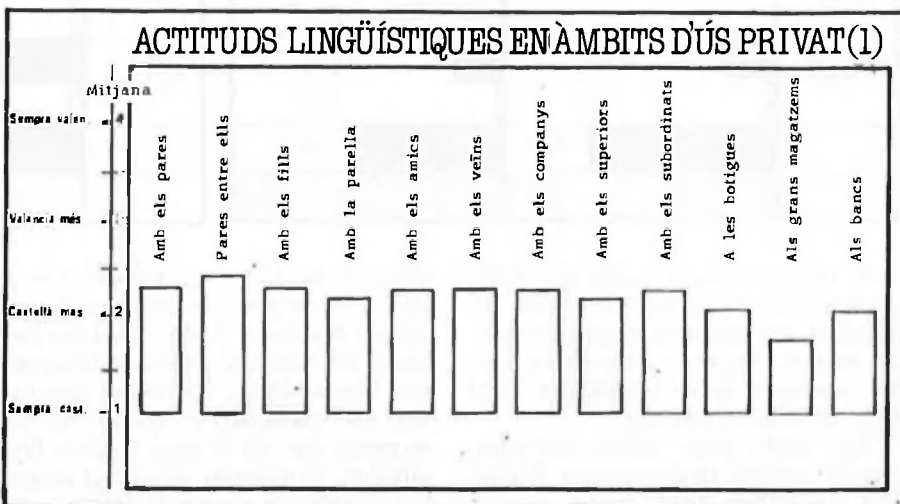 ACTITUDS LINGÜÍSTIQUES EN ÀMBITS D'ÚS PRIVAT(1)
Mitjana
Sempre valen. 4
València més
Castellà mas 2
Sempre cast. 1
Amb els pares
Pares entre ells
Amb els fills
Amb la parella
Amb els amics
Amb els veïns
Amb els companys
Amb els superiors
Amb els subordinats
A les botigues
Als grans magatzems
Als bancs